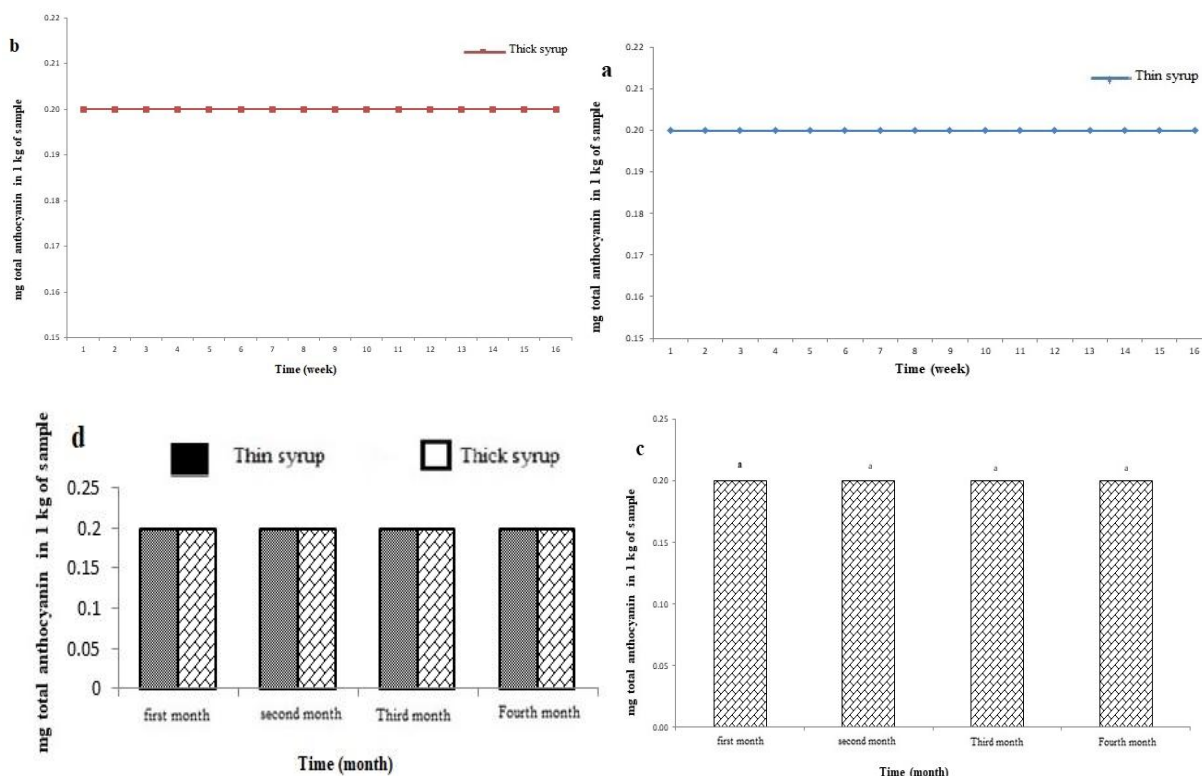 b
Thick syrup
0.22
0.21
0.20
0.19
0.18
0.17
0.16
0.15
mg total anthocyanin in 1 kg of sample
1 2 3 4 5 6 7 8 9 10 11 12 13 14 15 16
Time (week)
a
Thin syrup
0.22
0.21
0.20
0.19
0.18
0.17
0.16
0.15
mg total anthocyanin in 1 kg of sample
1 2 3 4 5 6 7 8 9 10 11 12 13 14 15 16
Time (week)
d
Thin syrup
Thick syrup
0.25
0.2
0.15
0.1
0.05
0
mg total anthocyanin in 1 kg of sample
first month second month Third month Fourth month
Time (month)
c
0.25
0.20
0.15
0.10
0.05
0.00
mg total anthocyanin in 1 kg of sample
a a a a
first month second month Third month Fourth month
Time (month)